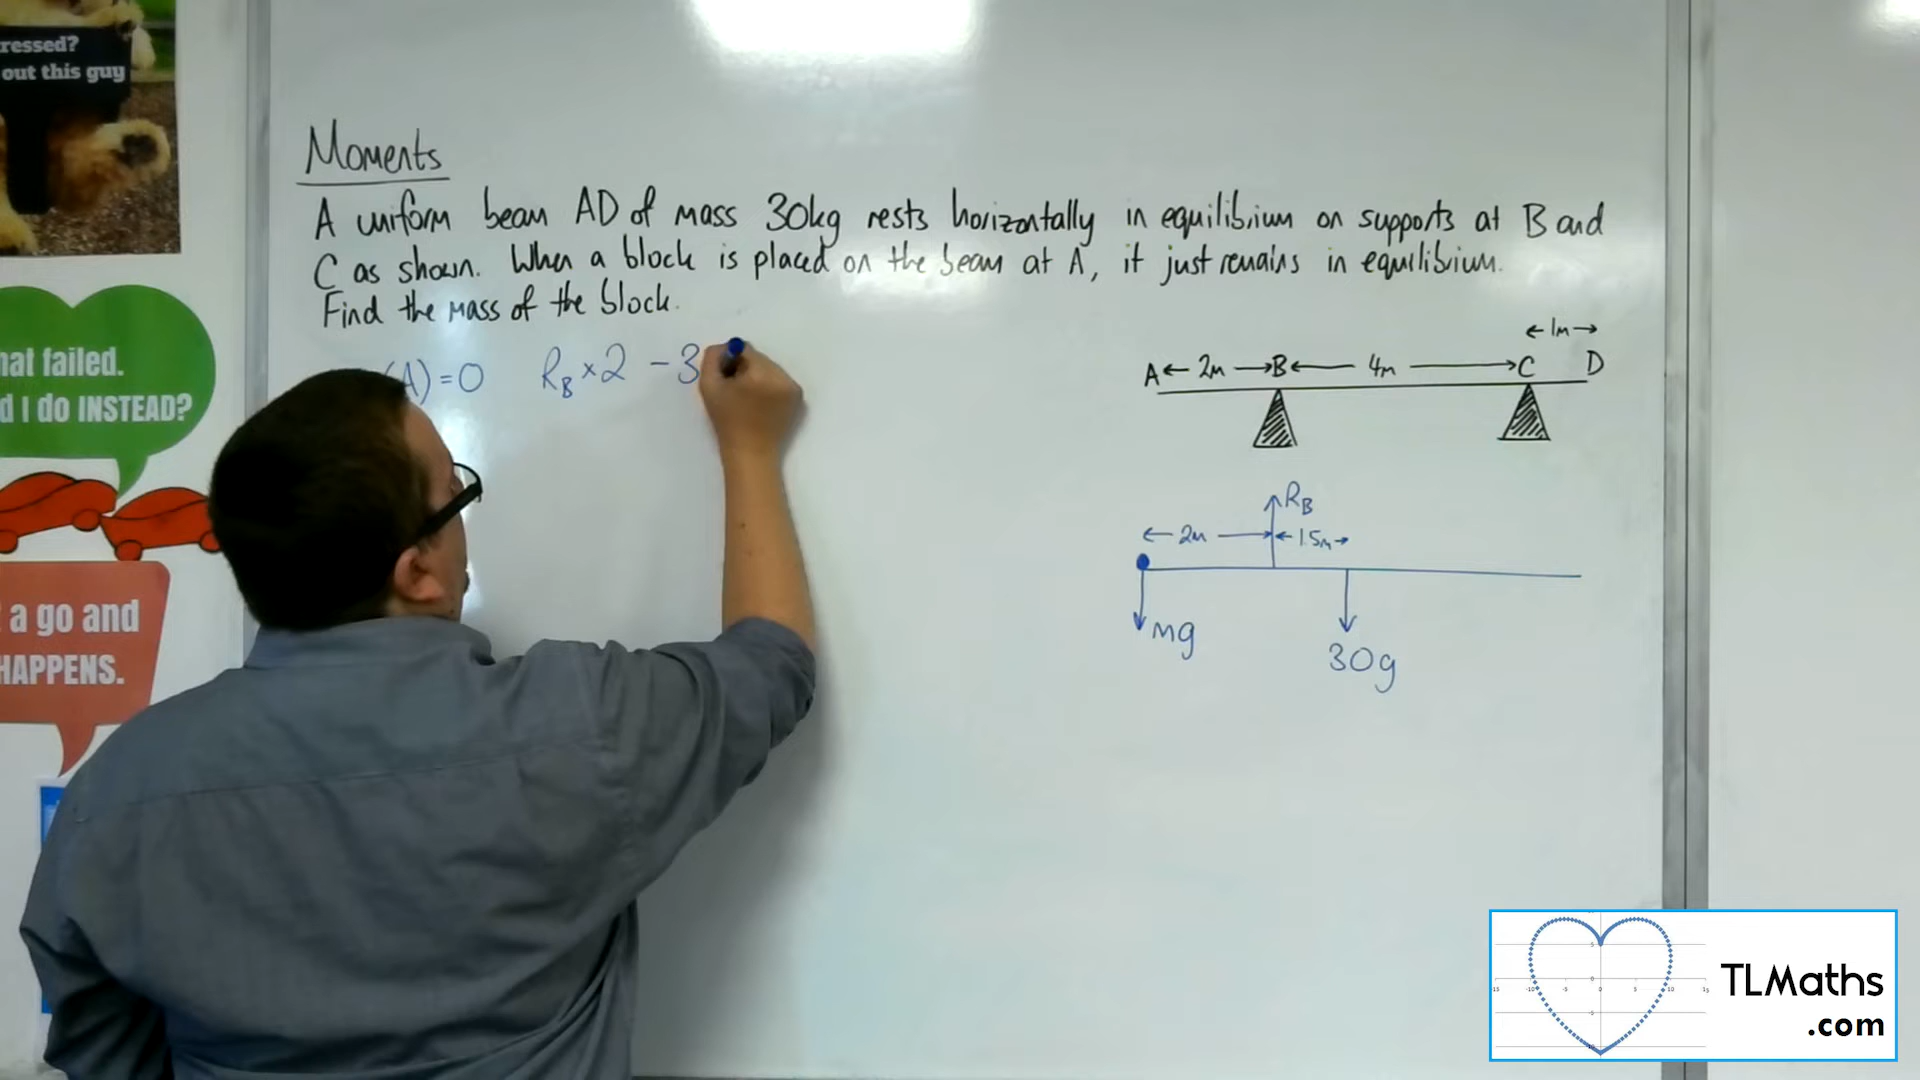 ressed?
out this guy
hat failed.
d I do INSTEAD?
a go and
HAPPENS.
Moments
A uniform beam AD of mass 30kg rests horizontally in equilibrium on supports at B and
C as shown. When a block is placed on the beam at A, it just remains in equilibrium.
Find the mass of the block.
(A) = 0 R_B × 2 - 3
← 1m →
A ← 2m → B ← 4m → C D
R_B
← 2m → ← 1.5m →
mg
30g
TLMaths
.com